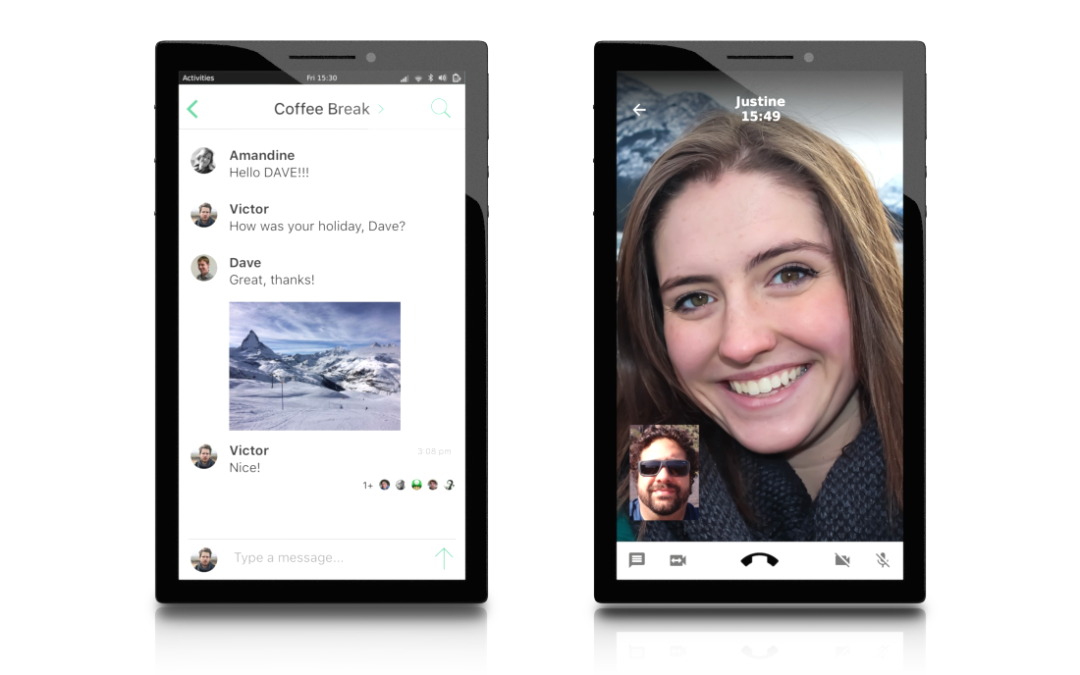 Activities
Fri 15:30
Coffee Break
Amandine
Hello DAVE!!!
Victor
How was your holiday, Dave?
Dave
Great, thanks!
Victor
3:08 pm
Nice!
1+
Type a message...
Justine
15:49